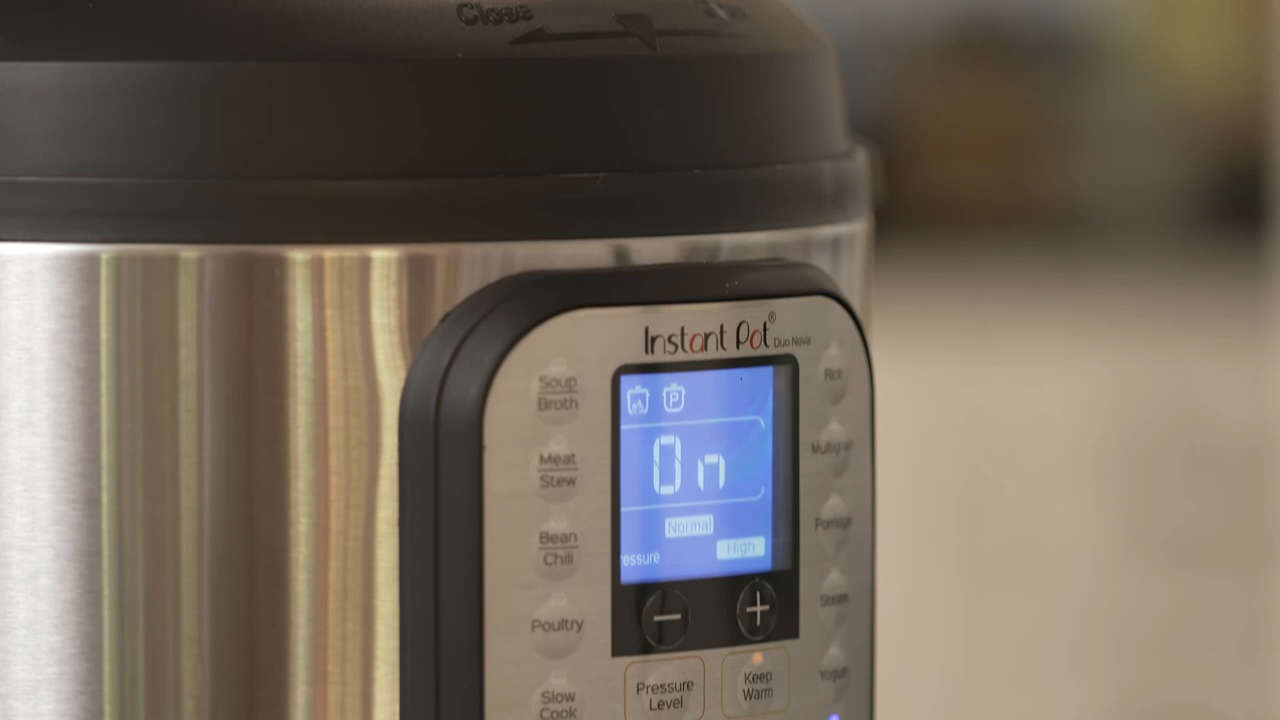 Close
Instant Pot®
Duo Nova
Soup
Broth
Meat
Stew
Bean
Chili
Poultry
Slow
Cook
P
On
Normal
essure
High
Pressure
Level
Keep
Warm
Rice
Multigrain
Porridge
Steam
Yogurt